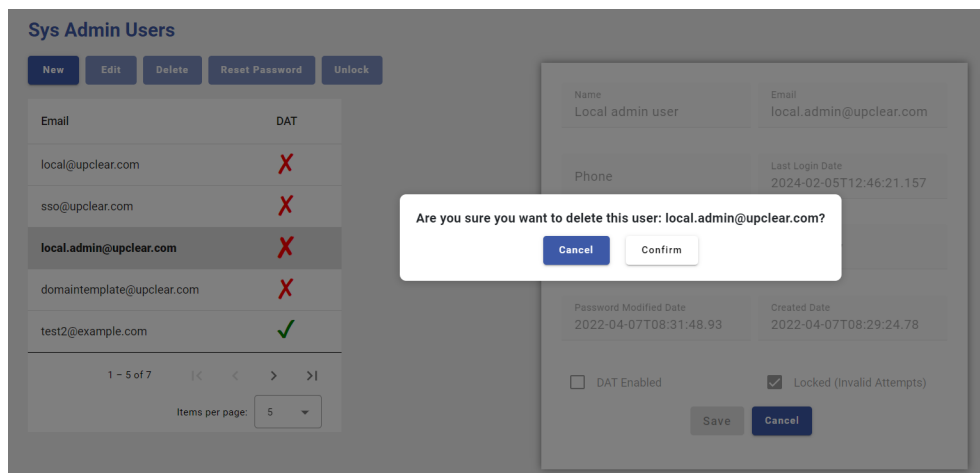 Sys Admin Users
New Edit Delete Reset Password Unlock
Email DAT
local@upclear.com
sso@upclear.com
local.admin@upclear.com
domaintemplate@upclear.com
test2@example.com
1 – 5 of 7
Items per page: 5
Name
Local admin user
Email
local.admin@upclear.com
Phone
Last Login Date
2024-02-05T12:46:21.157
Are you sure you want to delete this user: local.admin@upclear.com?
Cancel Confirm
Password Modified Date
2022-04-07T08:31:48.93
Created Date
2022-04-07T08:29:24.78
DAT Enabled
Locked (Invalid Attempts)
Save Cancel